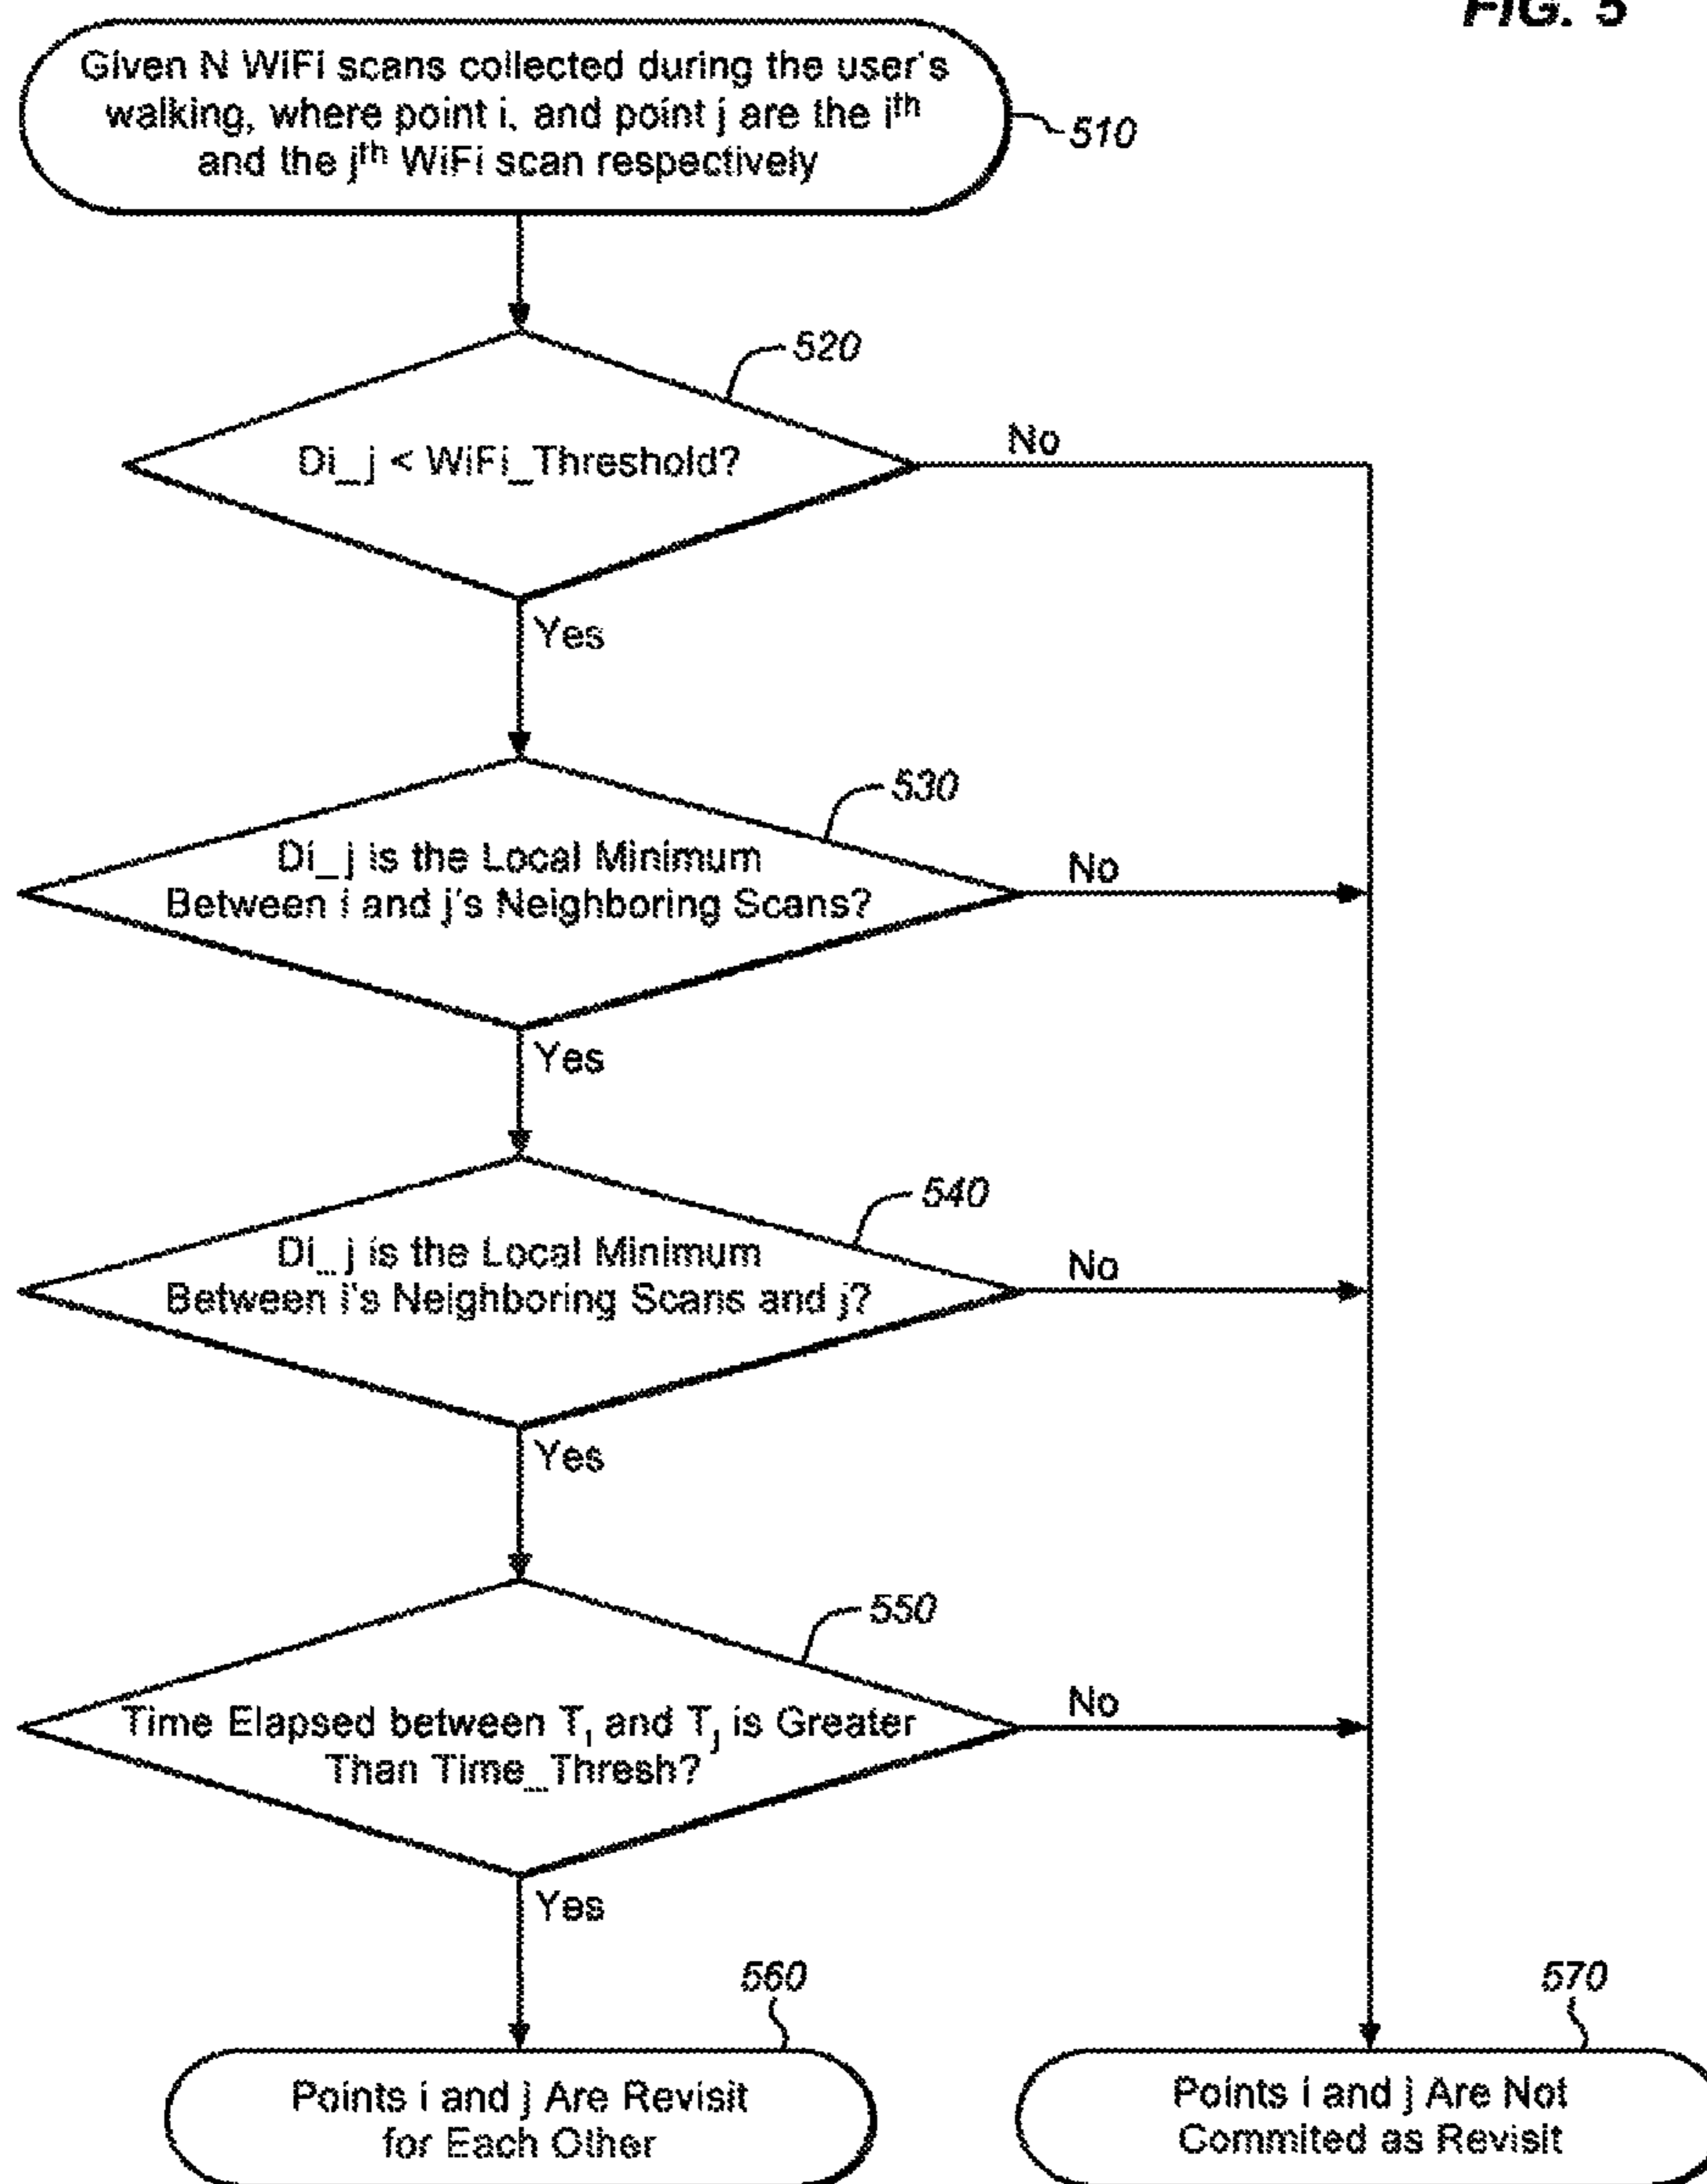 FIG. 5
Given N WiFi scans collected during the user's
walking, where point i, and point j are the ith
and the jth WiFi scan respectively
510
520
Di_j < WiFi_Threshold?
No
Yes
530
Di_j is the Local Minimum
Between i and j's Neighboring Scans?
No
Yes
540
Di_j is the Local Minimum
Between i's Neighboring Scans and j?
No
Yes
550
Time Elapsed between Ti and Tj is Greater
Than Time_Thresh?
No
Yes
560
570
Points i and j Are Revisit
for Each Other
Points i and j Are Not
Commited as Revisit